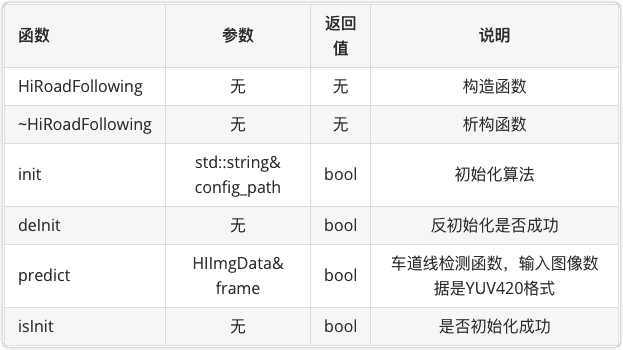 函数 参数 返回值 说明
HiRoadFollowing 无 无 构造函数
~HiRoadFollowing 无 无 析构函数
init std::string& config_path bool 初始化算法
deInit 无 bool 反初始化是否成功
predict HIImgData& frame bool 车道线检测函数，输入图像数据是YUV420格式
isInit 无 bool 是否初始化成功